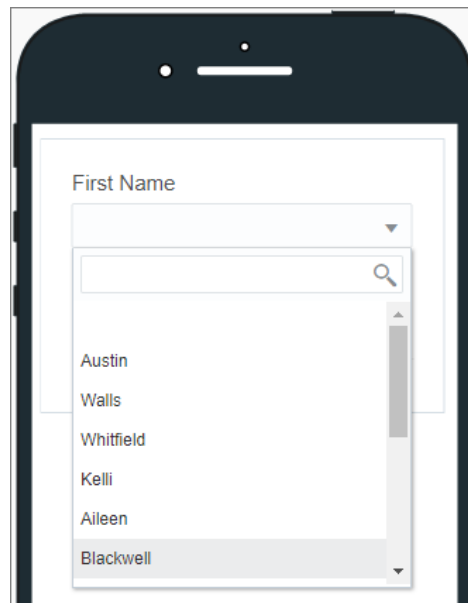 First Name
Austin
Walls
Whitfield
Kelli
Aileen
Blackwell